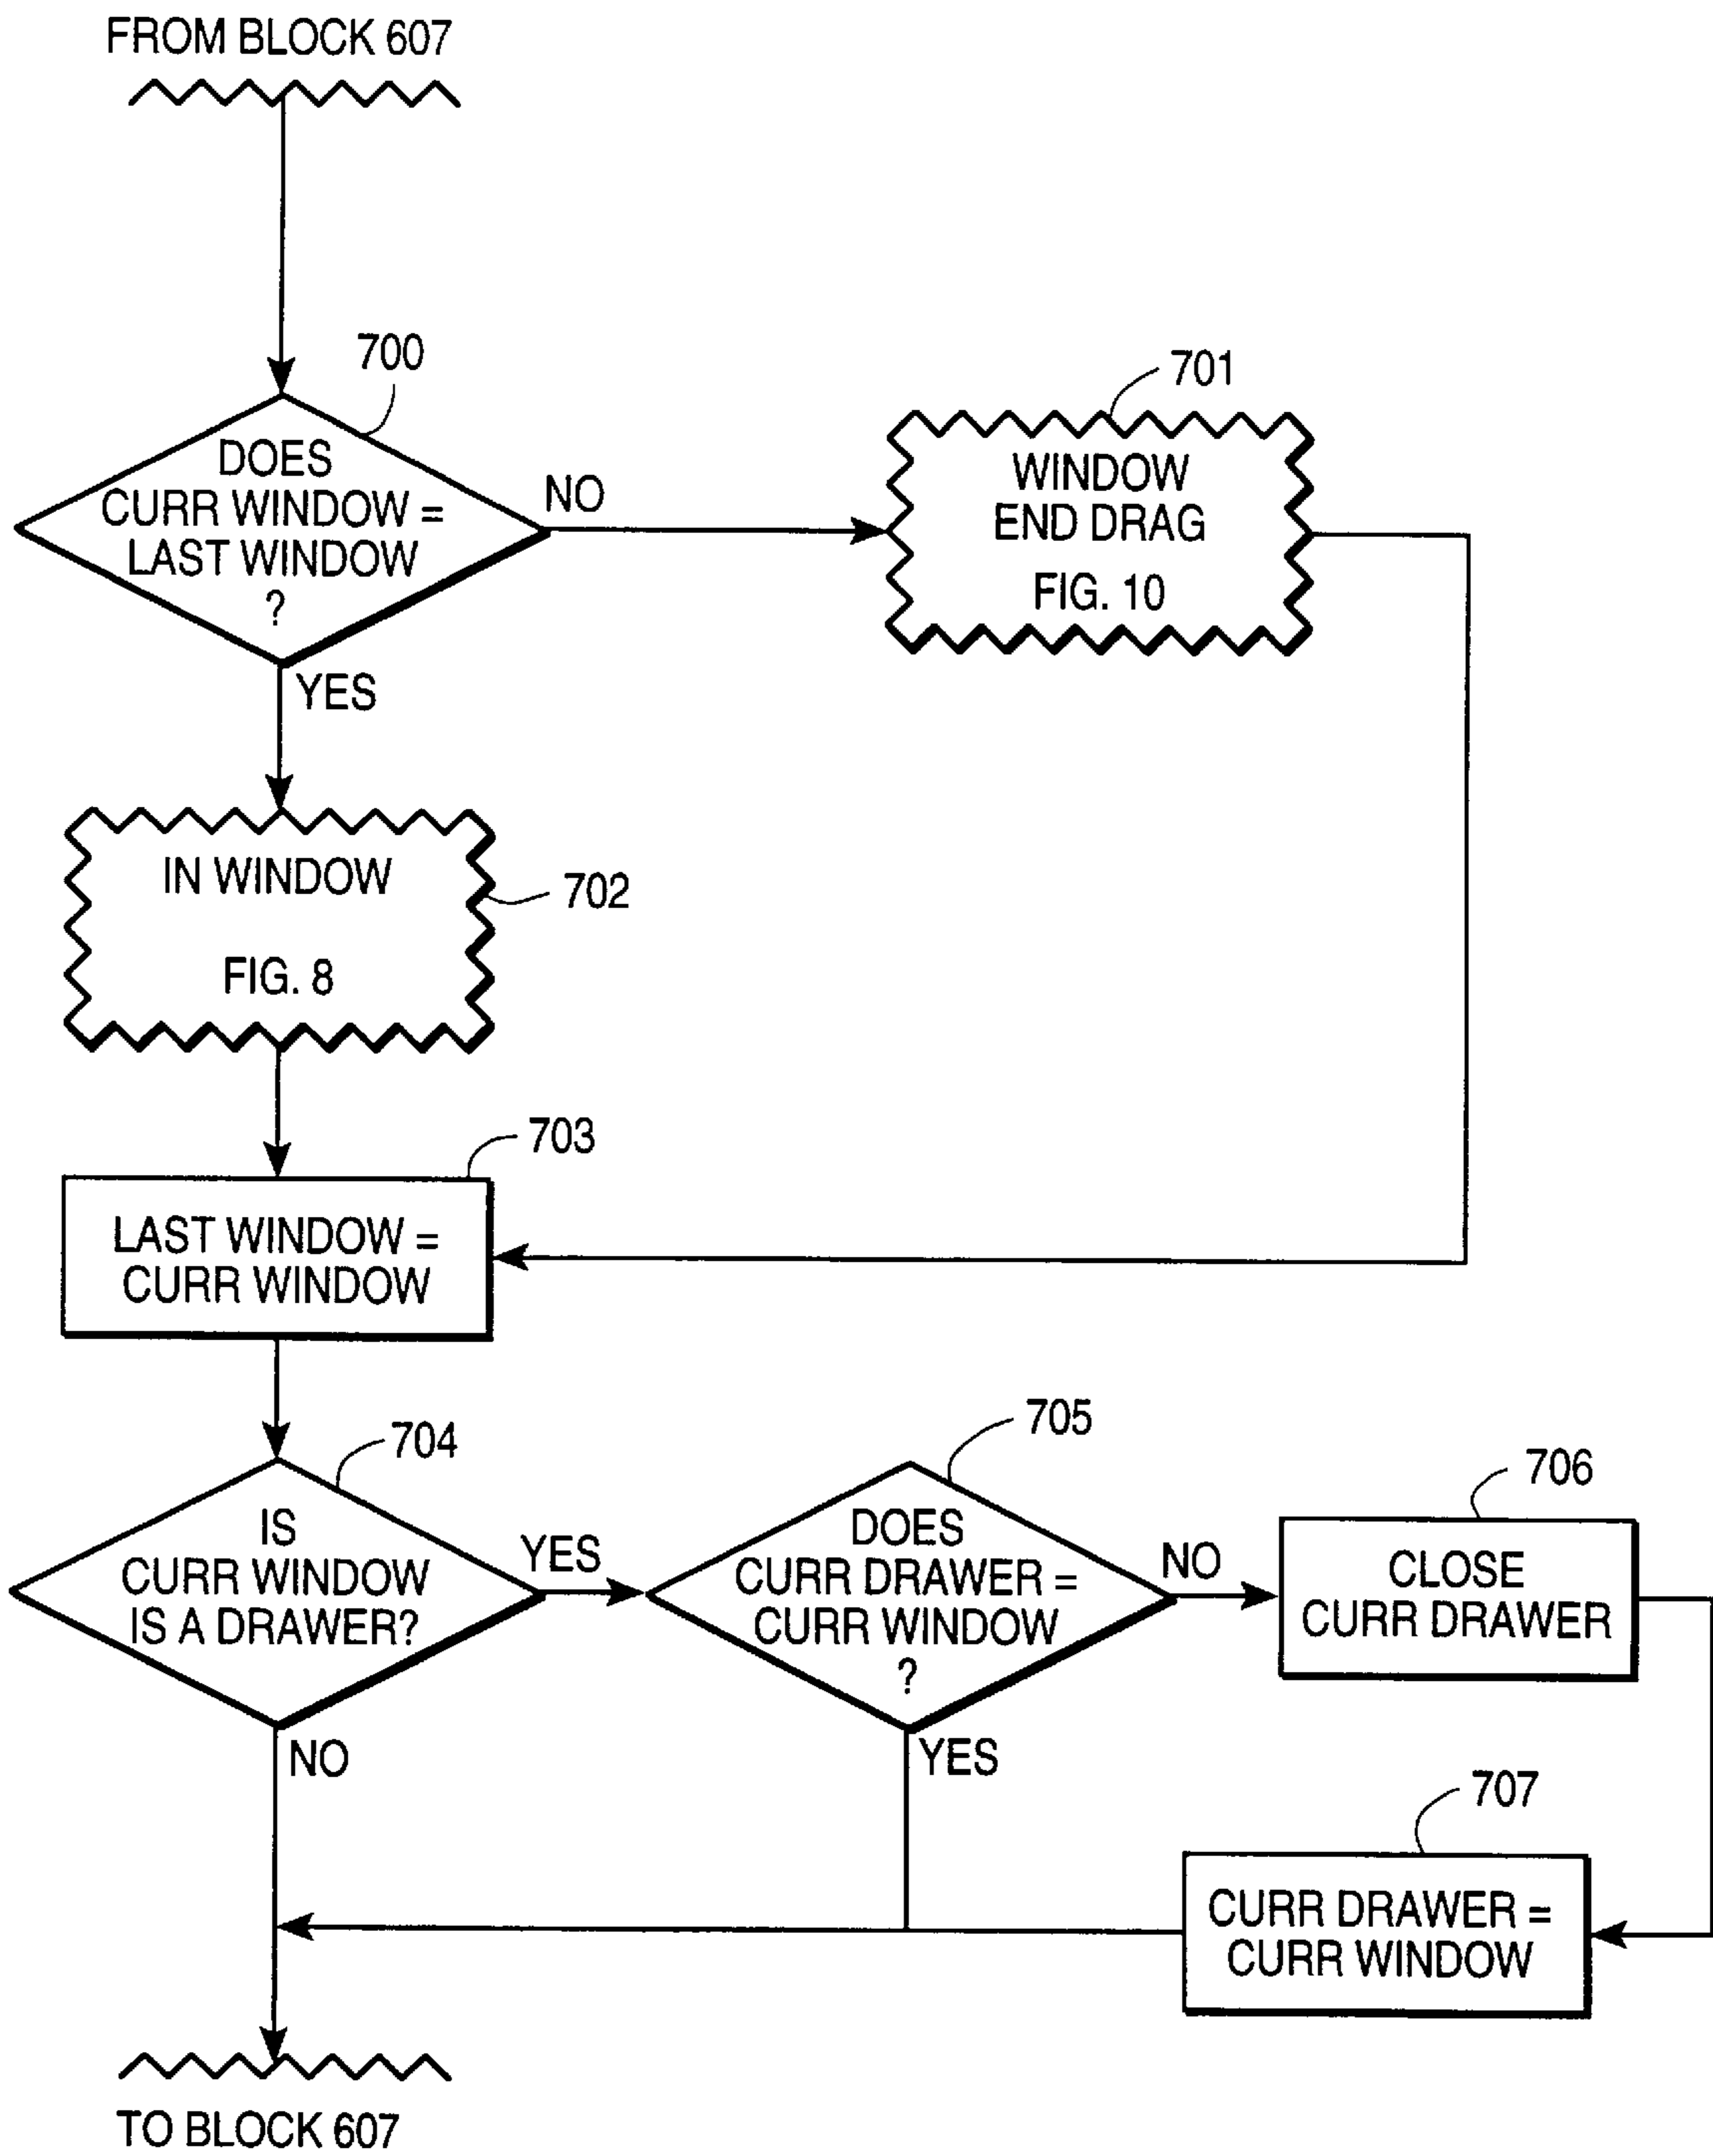 FROM BLOCK 607
700
DOES
CURR WINDOW =
LAST WINDOW
?
NO
YES
701
WINDOW
END DRAG
FIG. 10
IN WINDOW
FIG. 8
702
703
LAST WINDOW =
CURR WINDOW
704
IS
CURR WINDOW
IS A DRAWER?
YES
NO
705
DOES
CURR DRAWER =
CURR WINDOW
?
NO
YES
706
CLOSE
CURR DRAWER
707
CURR DRAWER =
CURR WINDOW
TO BLOCK 607